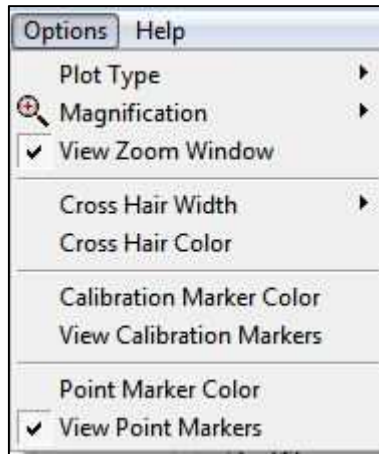 Options Help
Plot Type
Magnification
View Zoom Window
Cross Hair Width
Cross Hair Color
Calibration Marker Color
View Calibration Markers
Point Marker Color
View Point Markers